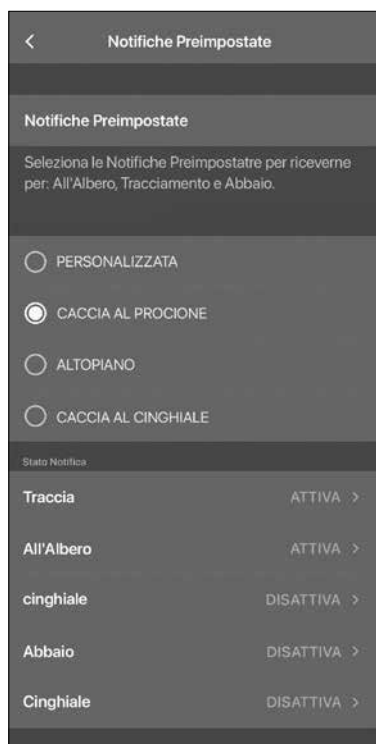 Notifiche Preimpostate
Notifiche Preimpostate
Seleziona le Notifiche Preimpostatre per riceverne
per: All'Albero, Tracciamento e Abbaio.
PERSONALIZZATA
CACCIA AL PROCIONE
ALTOPIANO
CACCIA AL CINGHIALE
Stato Notifica
Traccia ATTIVA >
All'Albero ATTIVA >
cinghiale DISATTIVA >
Abbaio DISATTIVA >
Cinghiale DISATTIVA >